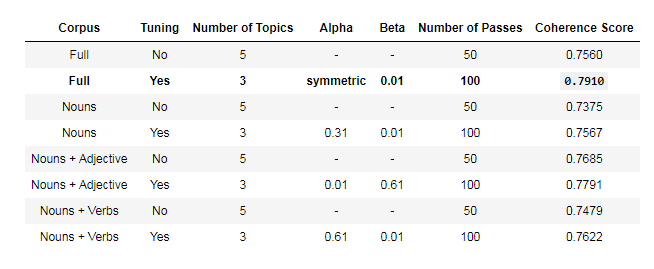 Corpus Tuning Number of Topics Alpha Beta Number of Passes Coherence Score
Full No 5 - - 50 0.7560
Full Yes 3 symmetric 0.01 100 0.7910
Nouns No 5 - - 50 0.7375
Nouns Yes 3 0.31 0.01 100 0.7567
Nouns + Adjective No 5 - - 50 0.7685
Nouns + Adjective Yes 3 0.01 0.61 100 0.7791
Nouns + Verbs No 5 - - 50 0.7479
Nouns + Verbs Yes 3 0.61 0.01 100 0.7622